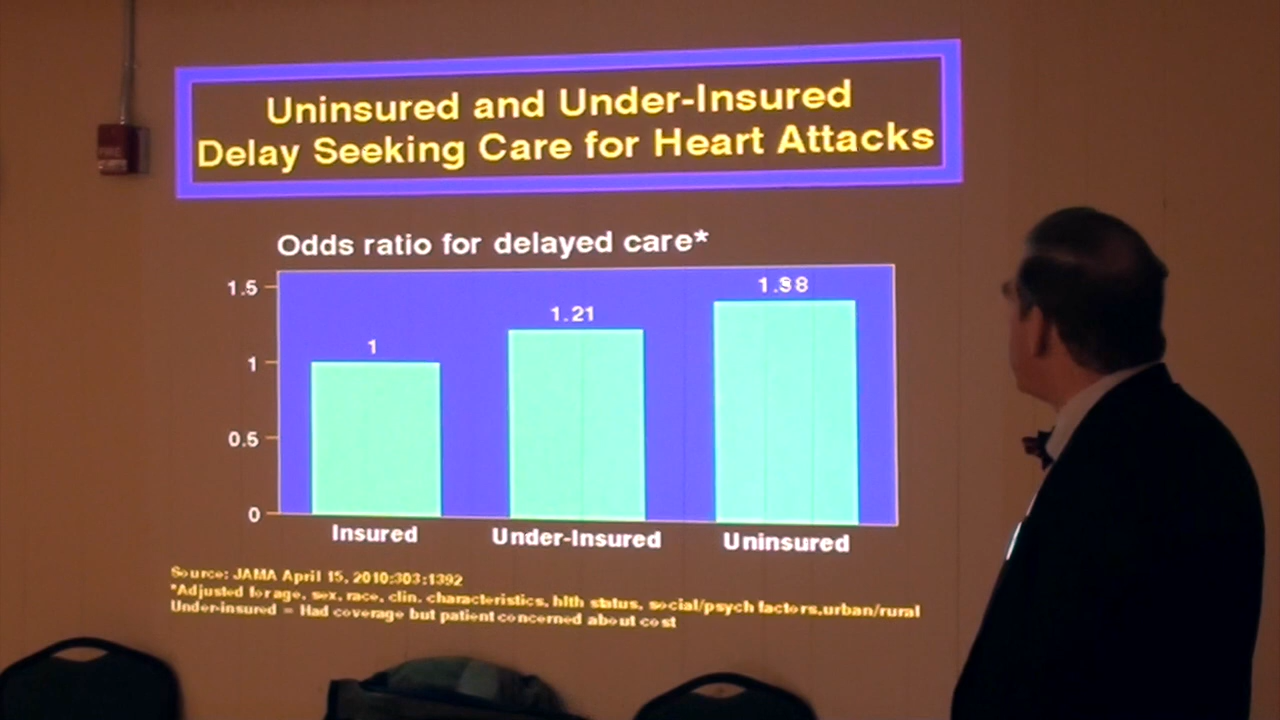 Uninsured and Under-Insured
Delay Seeking Care for Heart Attacks
Odds ratio for delayed care*
1.5
1
0.5
0
1
1.21
1.38
Insured
Under-Insured
Uninsured
Source: JAMA April 15, 2010:303:1392
*Adjusted for age, sex, race, clin. characteristics, hlth status, social/psych factors,urban/rural
Under-insured = Had coverage but patient concerned about cost